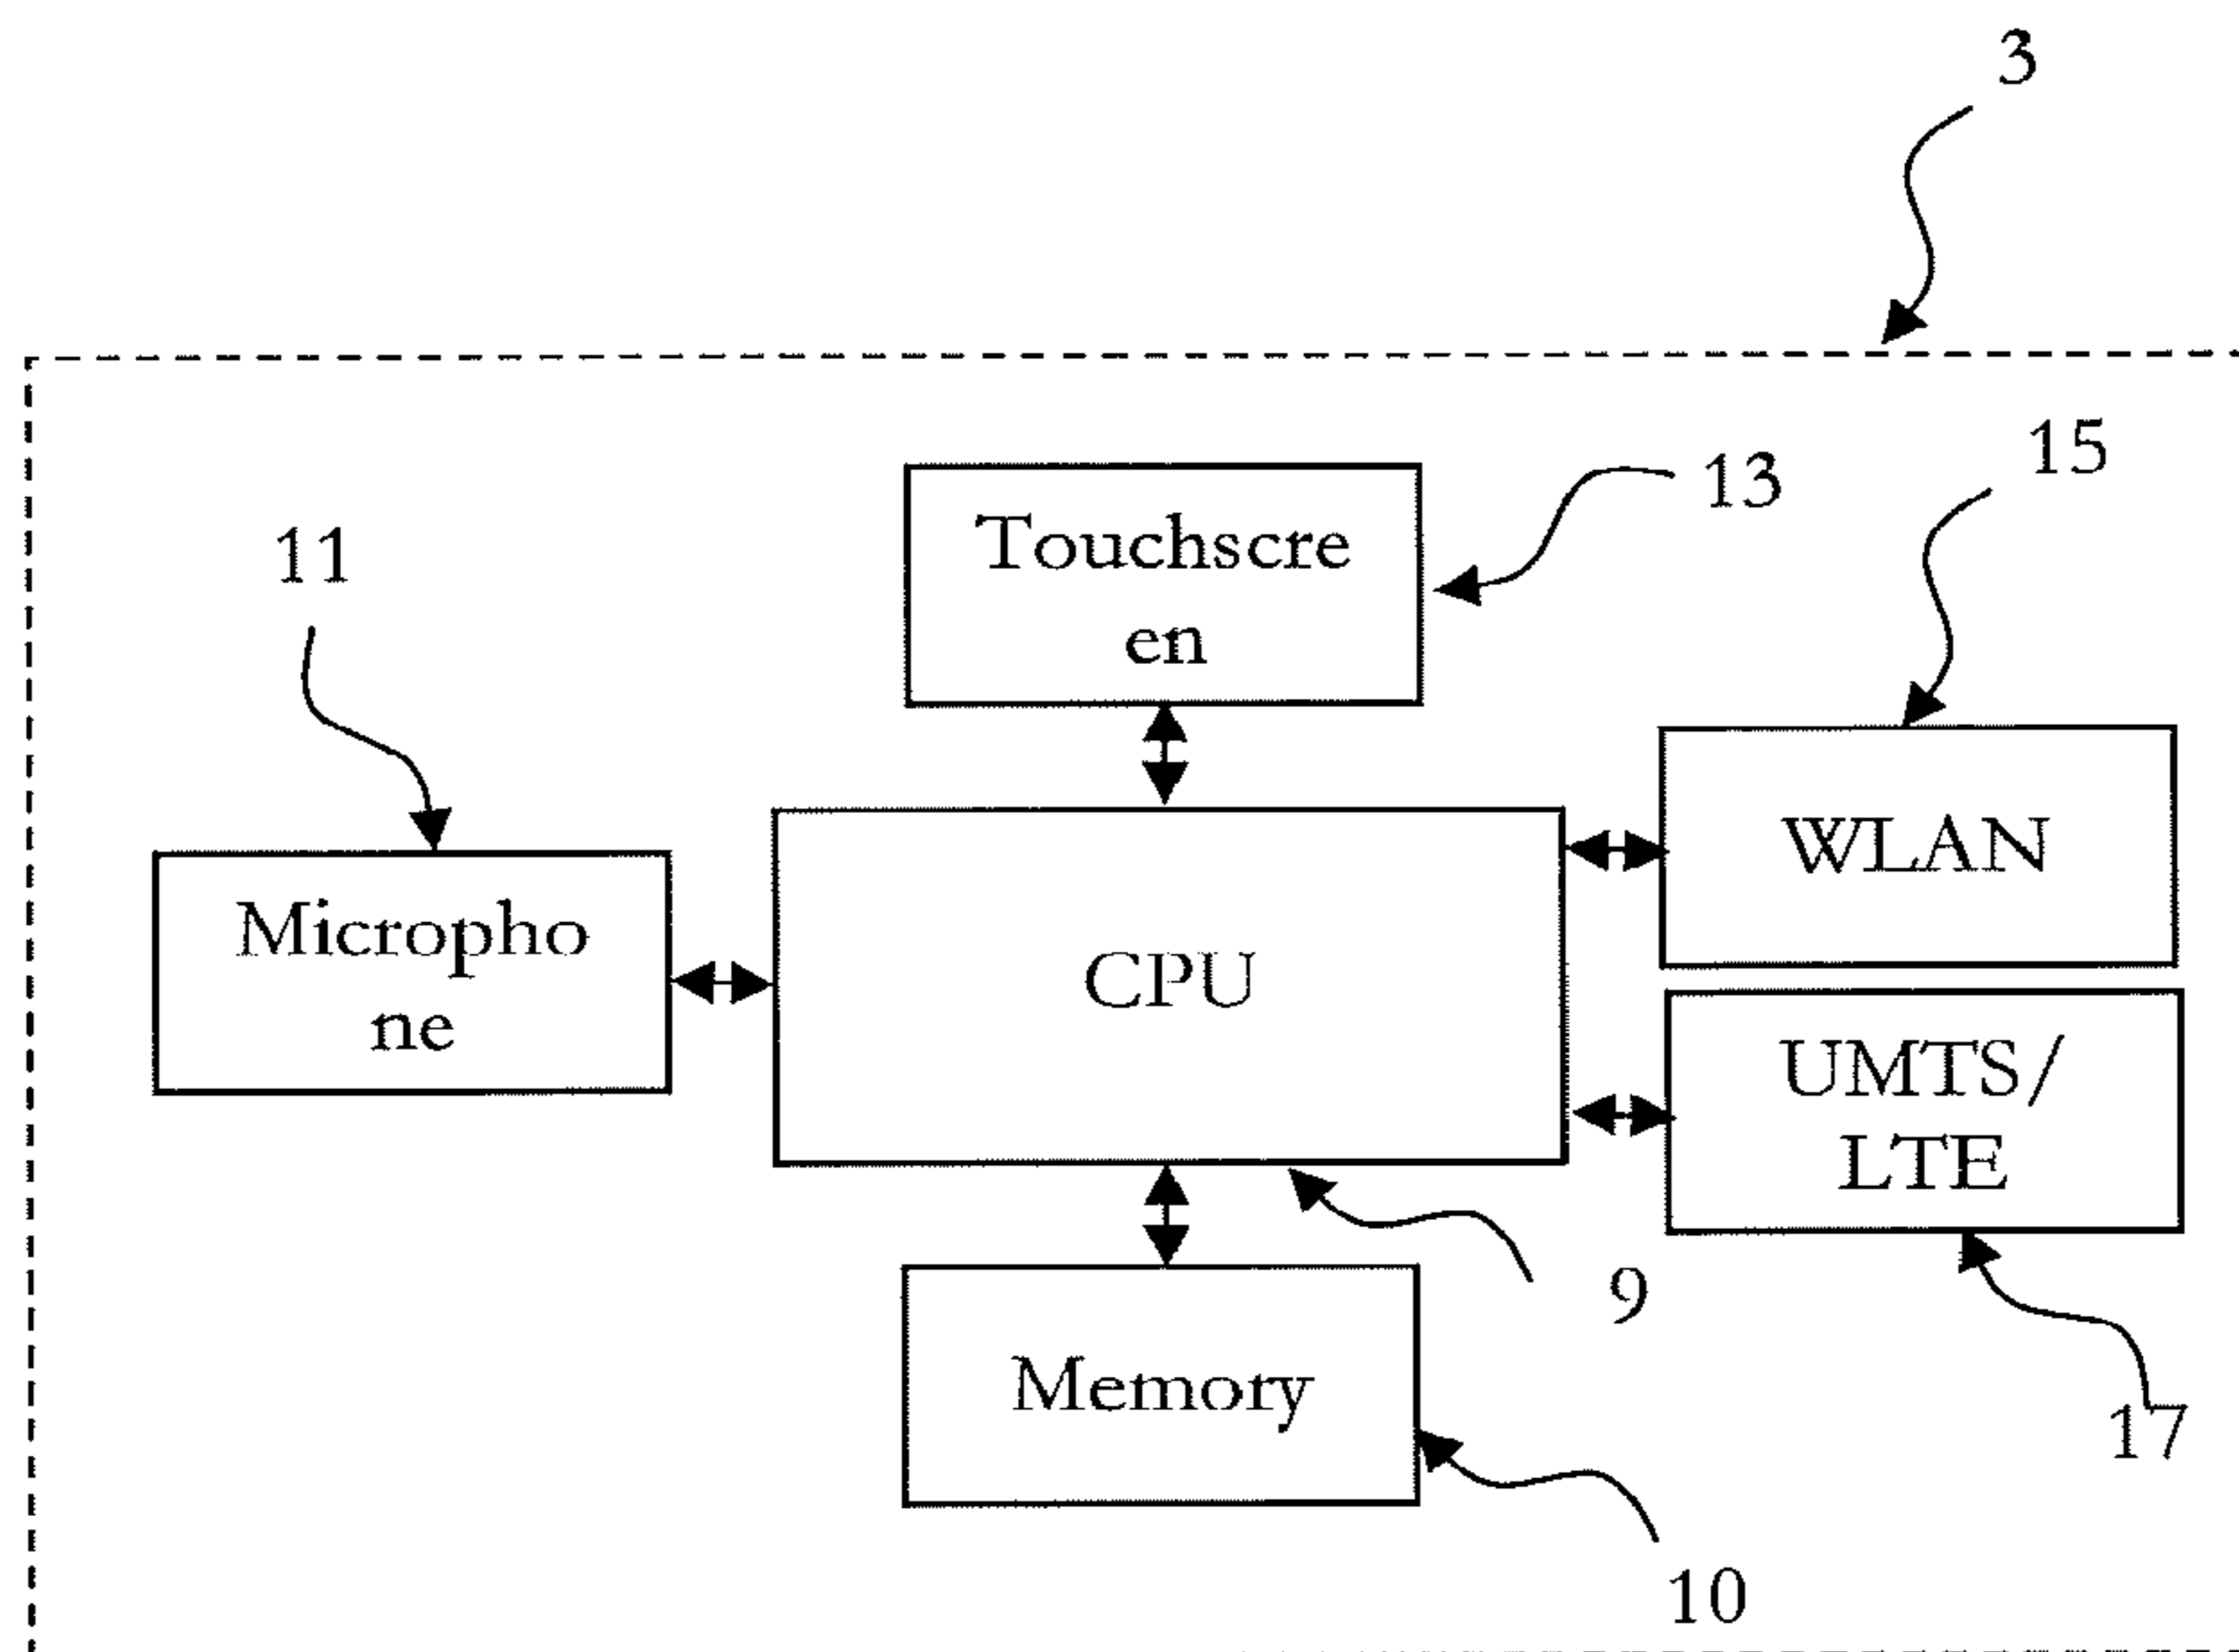 3
15
13
Touchscre
en
11
WLAN
Micropho
ne
CPU
UMTS/
LTE
9
Memory
17
10